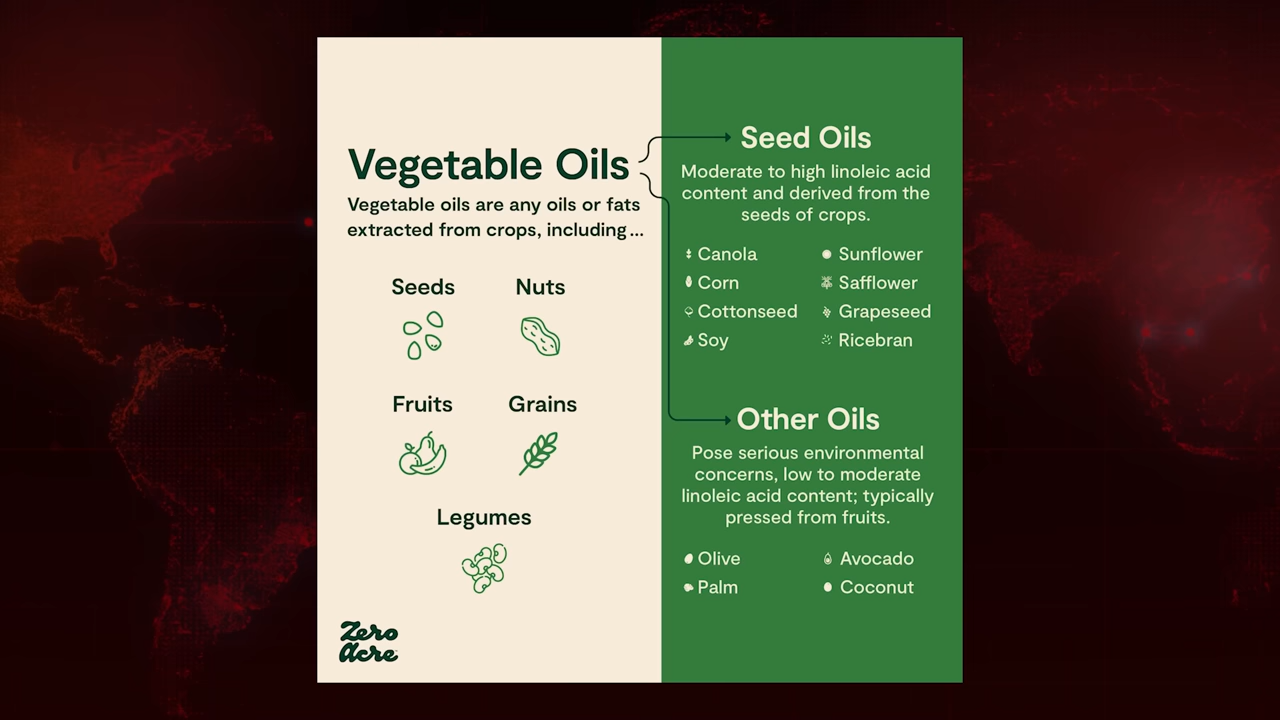 Vegetable Oils
Vegetable oils are any oils or fats
extracted from crops, including...
Seeds
Nuts
Fruits
Grains
Legumes
Zero
Acre
Seed Oils
Moderate to high linoleic acid
content and derived from the
seeds of crops.
Canola
Sunflower
Corn
Safflower
Cottonseed
Grapeseed
Soy
Ricebran
Other Oils
Pose serious environmental
concerns, low to moderate
linoleic acid content; typically
pressed from fruits.
Olive
Avocado
Palm
Coconut